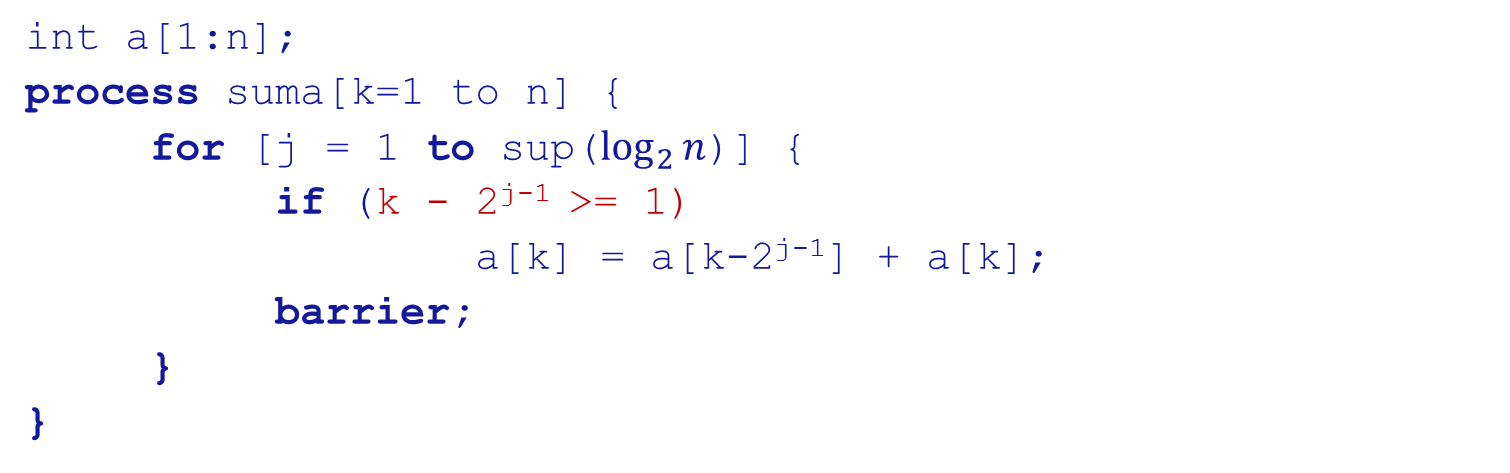 int a[1:n];
process suma[k=1 to n] {
for [j = 1 to sup(log₂ n)] {
if (k - 2ʲ⁻¹ >= 1)
a[k] = a[k-2ʲ⁻¹] + a[k];
barrier;
}
}